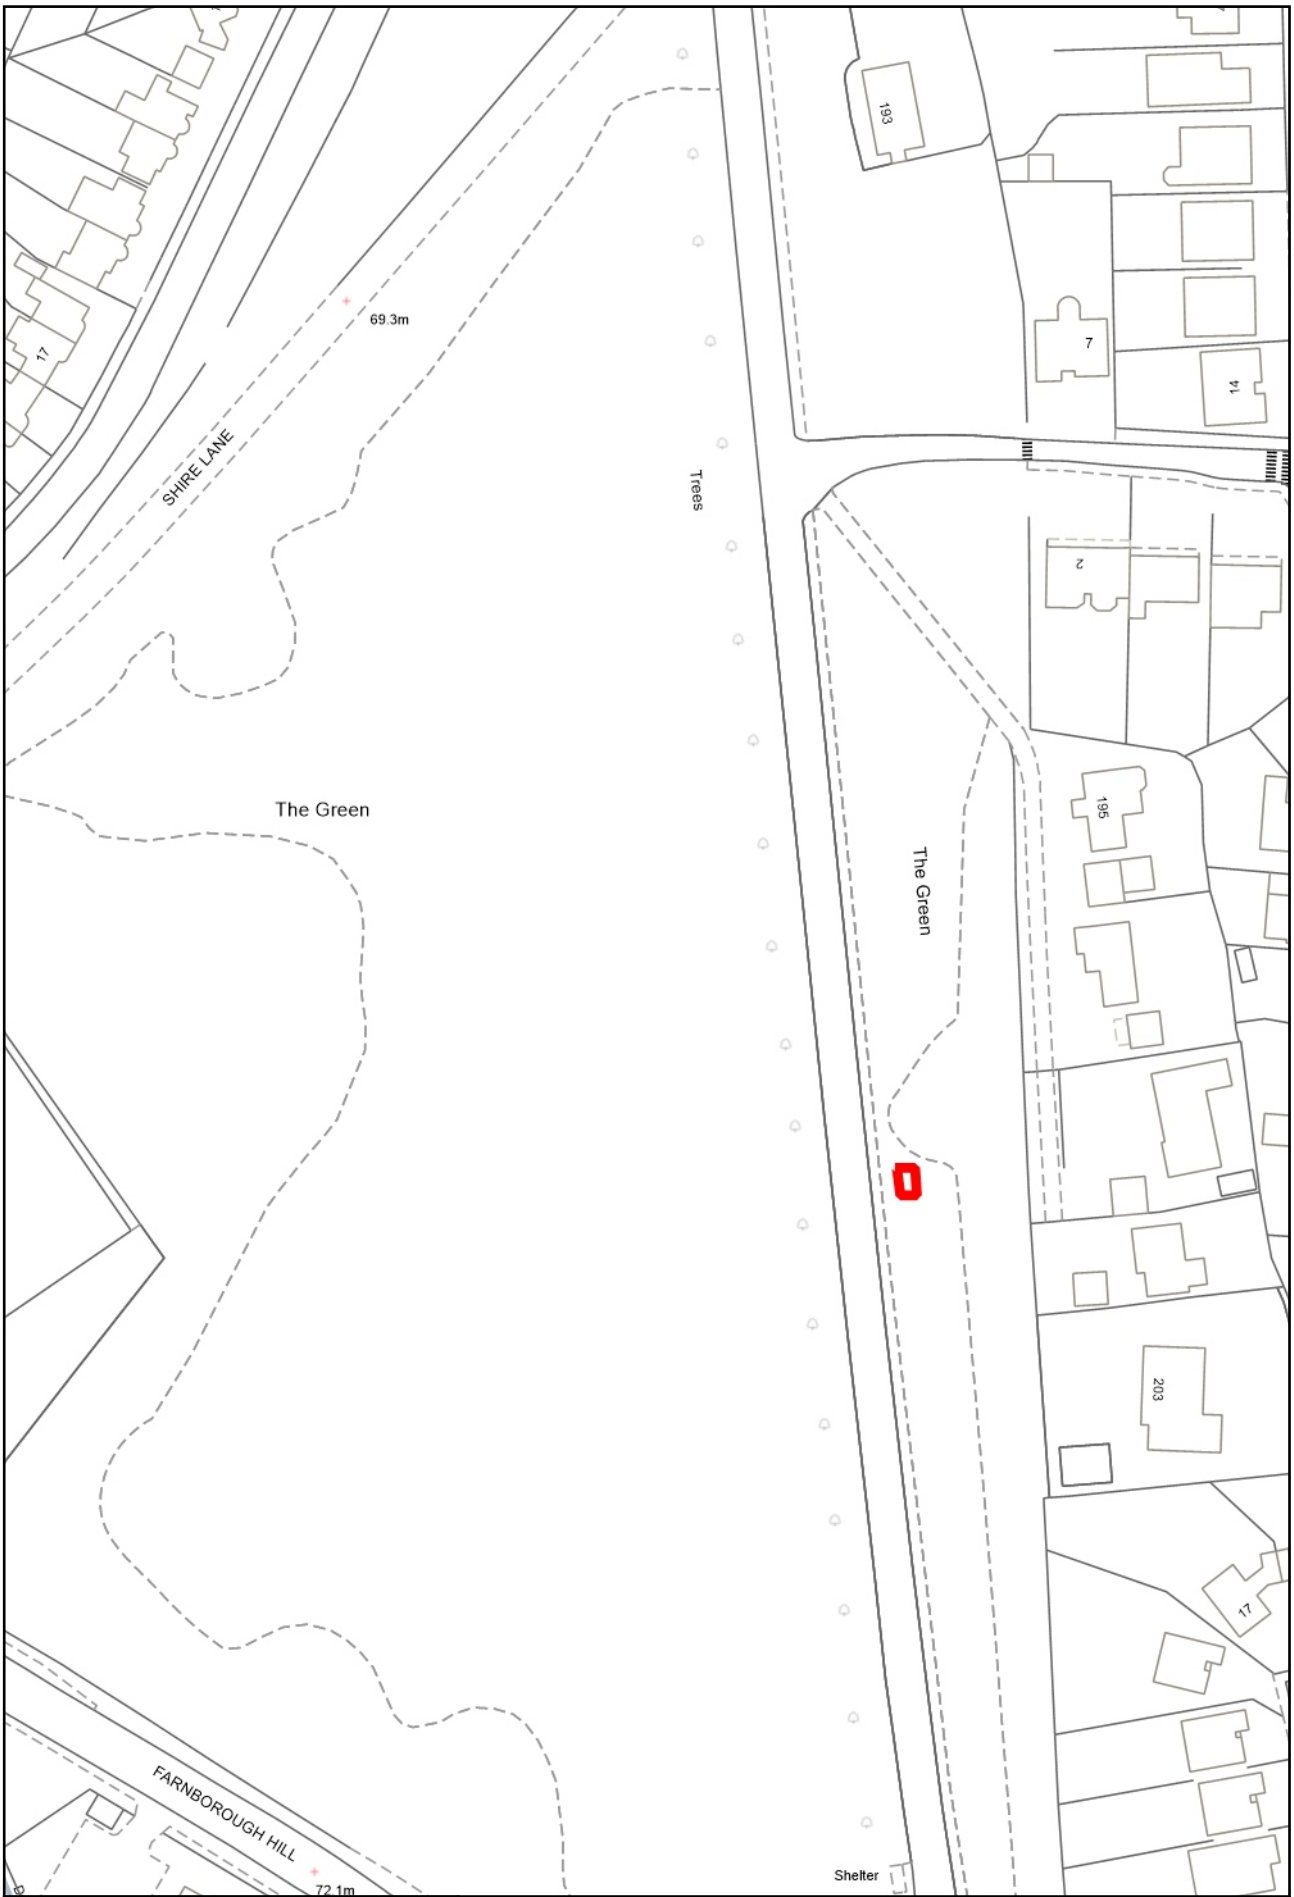 193
69.3m
7
17
14
SHIRE LANE
Trees
2
195
The Green
The Green
203
17
FARNBOROUGH HILL
Shelter
72.1m